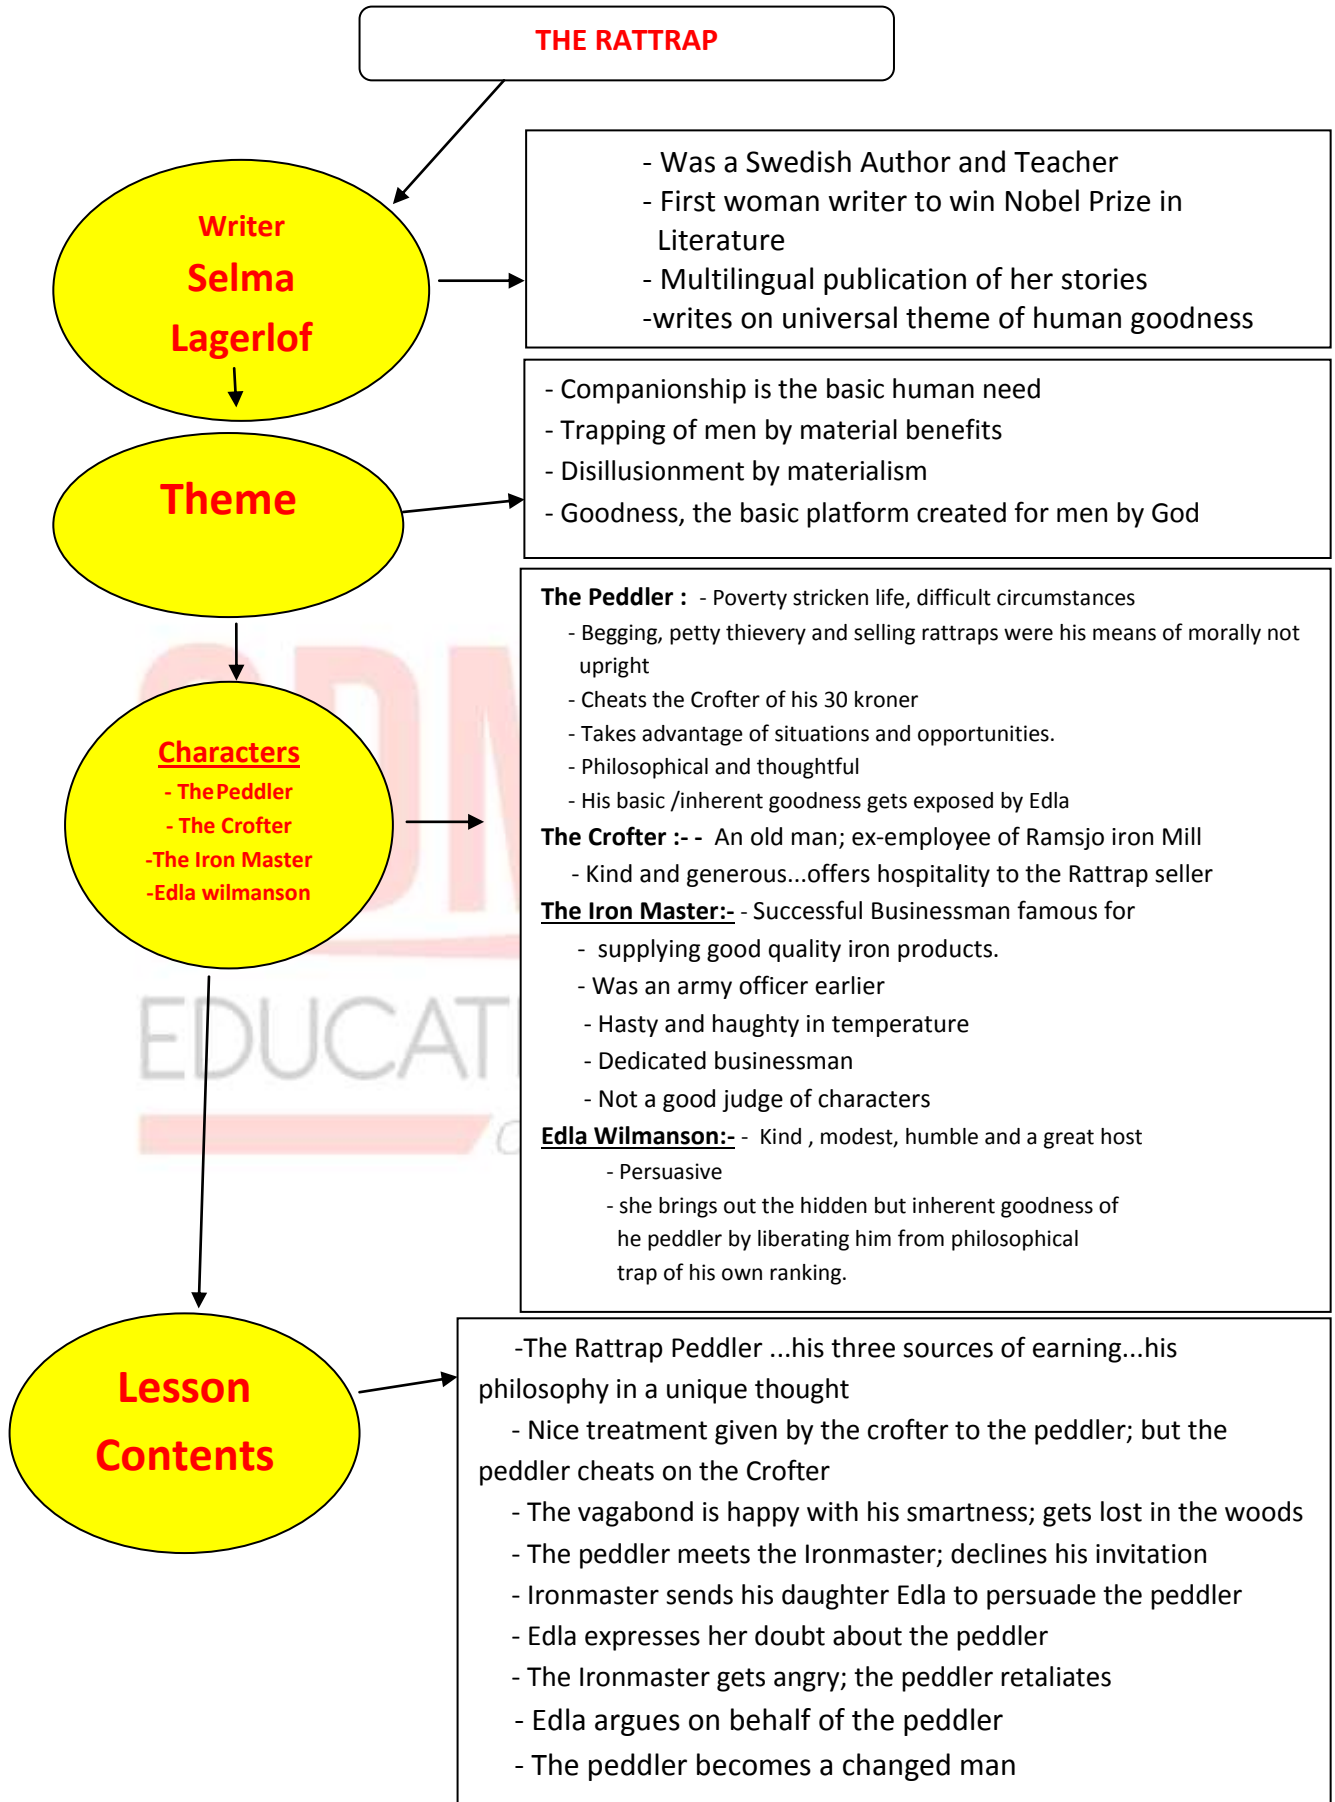 THE RATTRAP
Writer
Selma
Lagerlof
- Was a Swedish Author and Teacher
- First woman writer to win Nobel Prize in
Literature
- Multilingual publication of her stories
-writes on universal theme of human goodness
Theme
- Companionship is the basic human need
- Trapping of men by material benefits
- Disillusionment by materialism
- Goodness, the basic platform created for men by God
Characters
- The Peddler
- The Crofter
-The Iron Master
-Edla wilmanson
The Peddler : - Poverty stricken life, difficult circumstances
- Begging, petty thievery and selling rattraps were his means of morally not
upright
- Cheats the Crofter of his 30 kroner
- Takes advantage of situations and opportunities.
- Philosophical and thoughtful
- His basic /inherent goodness gets exposed by Edla
The Crofter :- - An old man; ex-employee of Ramsjo iron Mill
- Kind and generous...offers hospitality to the Rattrap seller
The Iron Master:- - Successful Businessman famous for
- supplying good quality iron products.
- Was an army officer earlier
- Hasty and haughty in temperature
- Dedicated businessman
- Not a good judge of characters
Edla Wilmanson:- - Kind , modest, humble and a great host
- Persuasive
- she brings out the hidden but inherent goodness of
he peddler by liberating him from philosophical
trap of his own ranking.
Lesson
Contents
-The Rattrap Peddler ...his three sources of earning...his
philosophy in a unique thought
- Nice treatment given by the crofter to the peddler; but the
peddler cheats on the Crofter
- The vagabond is happy with his smartness; gets lost in the woods
- The peddler meets the Ironmaster; declines his invitation
- Ironmaster sends his daughter Edla to persuade the peddler
- Edla expresses her doubt about the peddler
- The Ironmaster gets angry; the peddler retaliates
- Edla argues on behalf of the peddler
- The peddler becomes a changed man